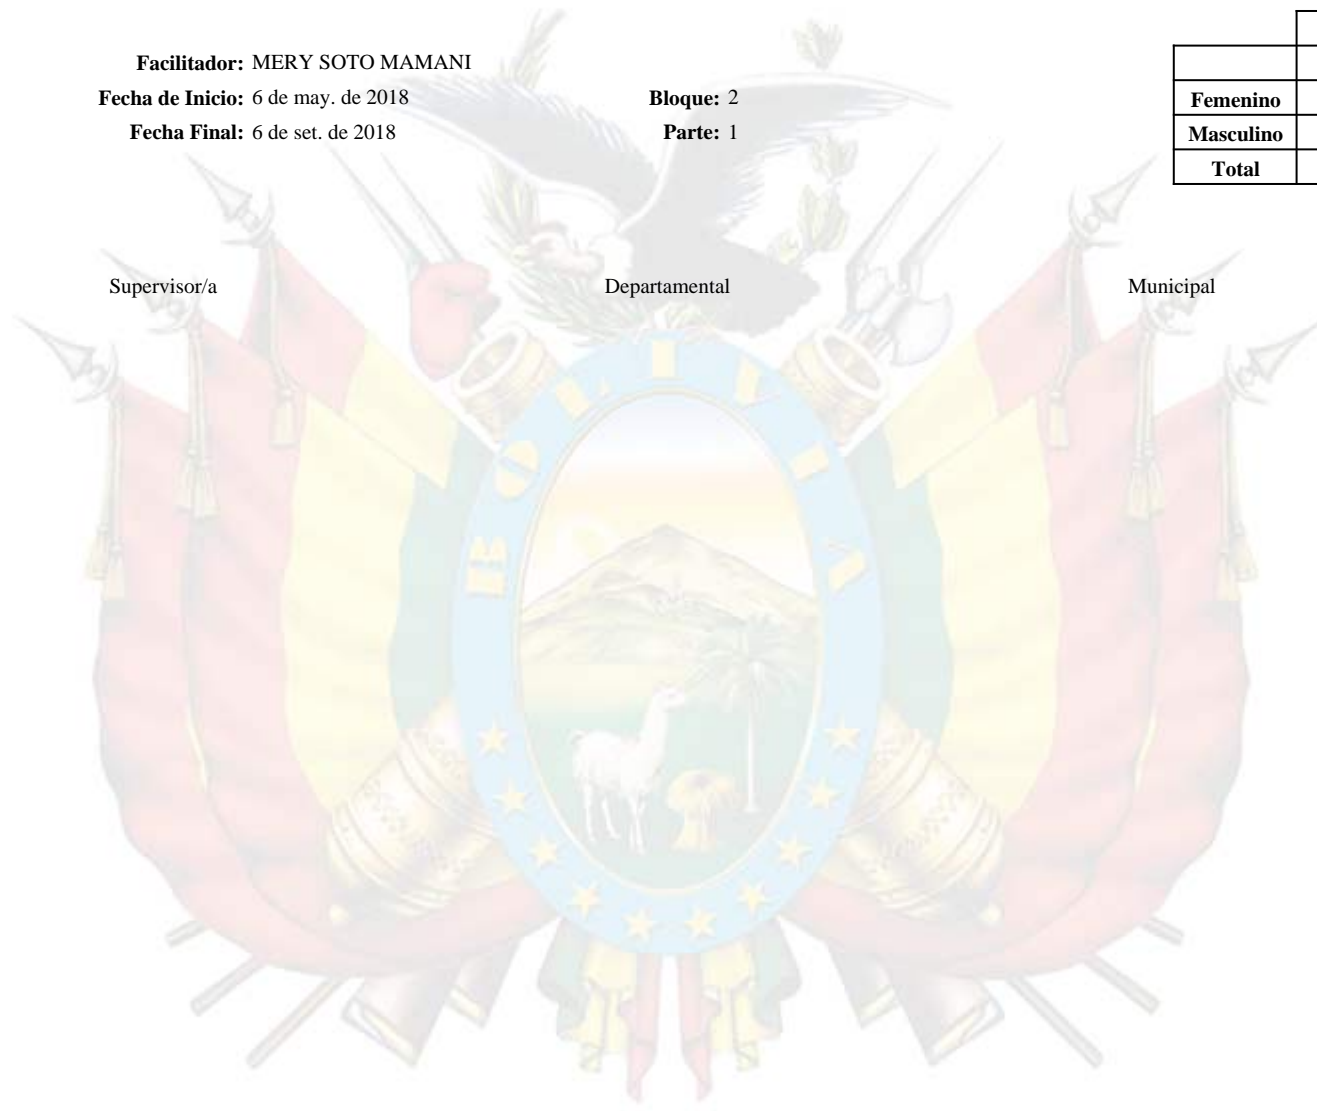 Facilitador: MERY SOTO MAMANI
Fecha de Inicio: 6 de may. de 2018 Bloque: 2
Fecha Final: 6 de set. de 2018 Parte: 1
Femenino
Masculino
Total
Supervisor/a Departamental Municipal
BOLIVIA